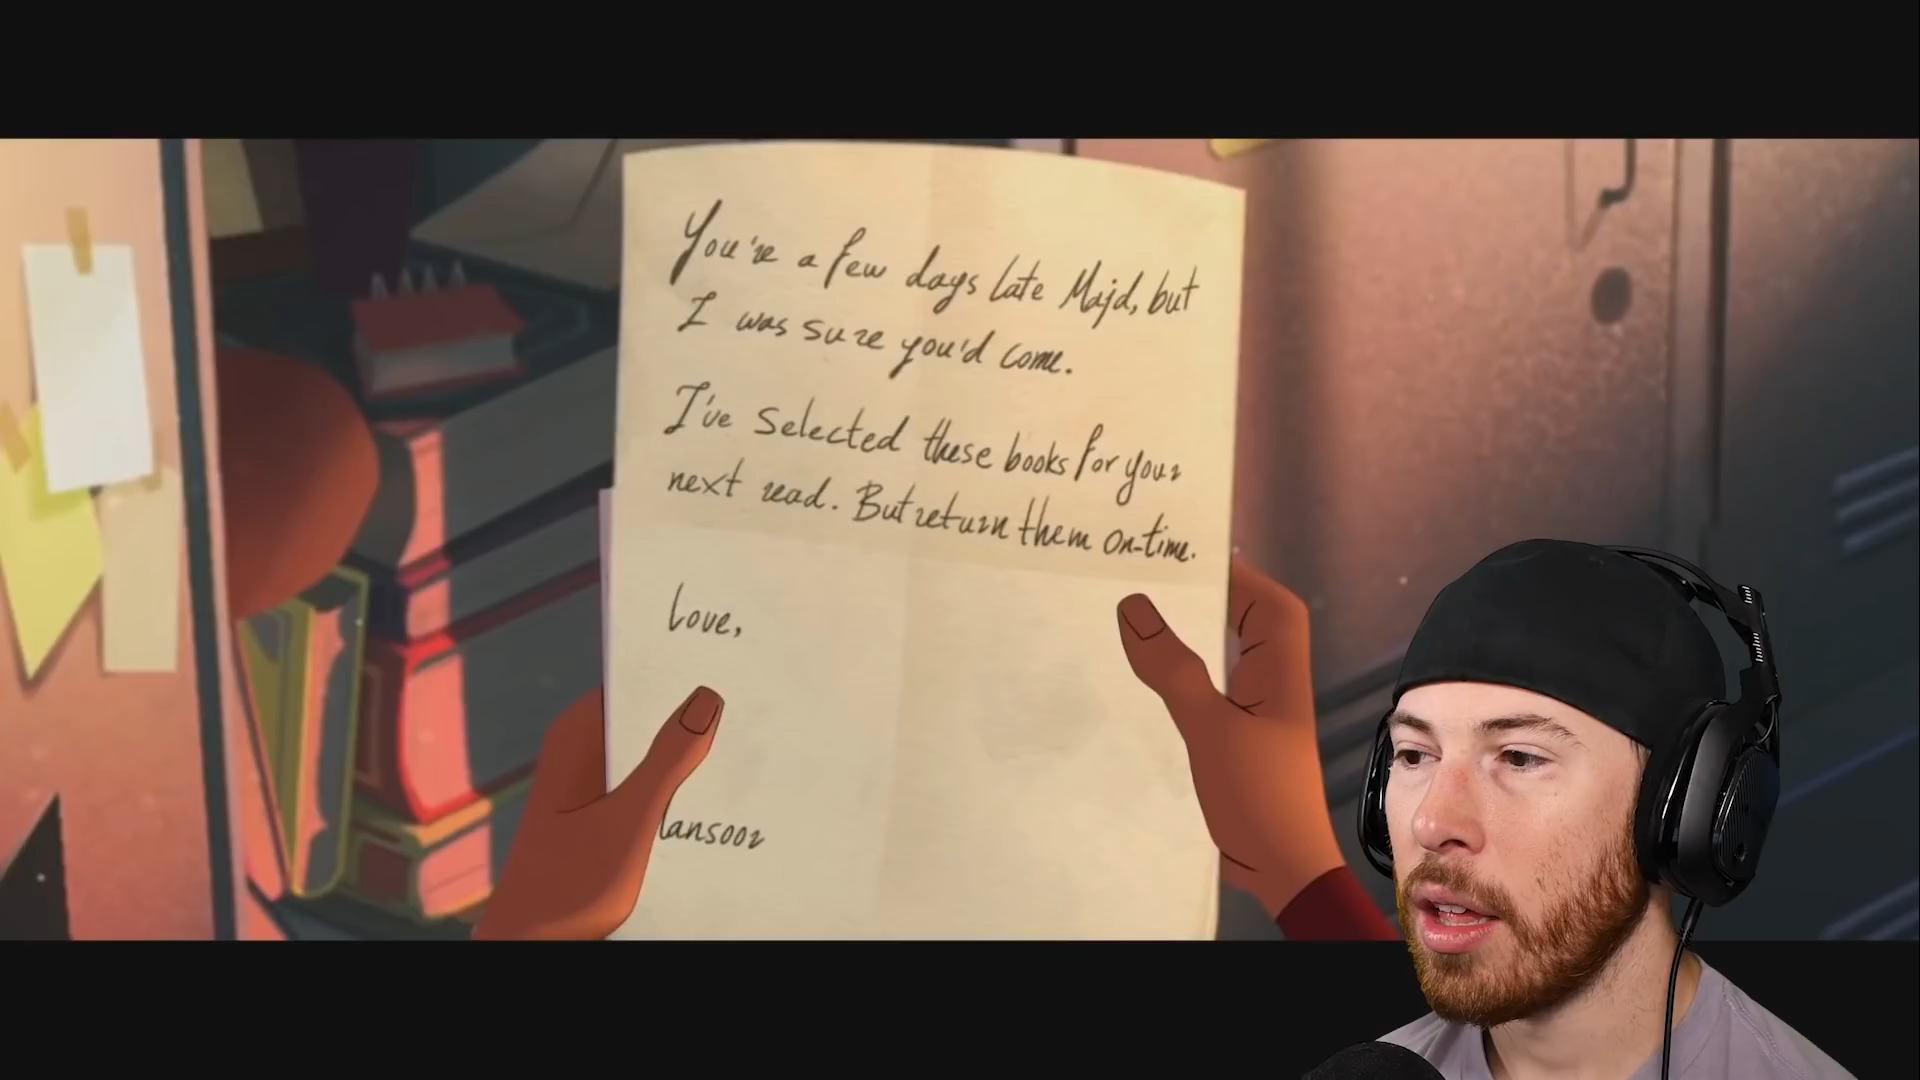 You're a few days late Majd, but
I was sure you'd come.
I've selected these books for your
next read. But return them on-time.
Love,
ansoor